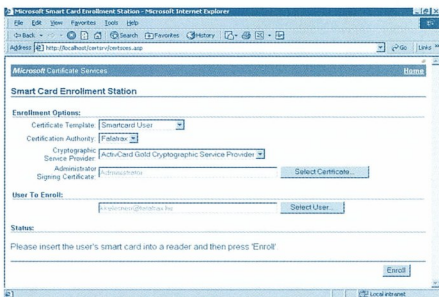 Microsoft Smart Card Enrollment Station - Microsoft Internet Explorer
File Edit View Favorites Tools Help
Back Search Favorites History
Address http://localhost/certsrv/certsces.asp Go Links »
Microsoft Certificate Services Home
Smart Card Enrollment Station
Enrollment Options:
Certificate Template: Smartcard User
Certification Authority: Falatrax
Cryptographic
Service Provider: ActivCard Gold Cryptographic Service Provider
Administrator
Signing Certificate: Administrator Select Certificate...
User To Enroll:
Select User...
Status:
Please insert the user's smart card into a reader and then press 'Enroll'
Enroll
Local intranet